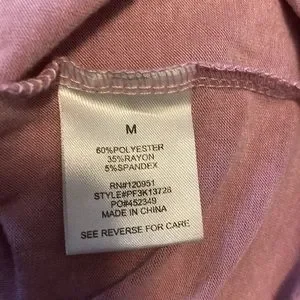 M
60%POLYESTER
35%RAYON
5%SPANDEX
RN#120951
STYLE#PF3K13728
PO#452349
MADE IN CHINA
SEE REVERSE FOR CARE